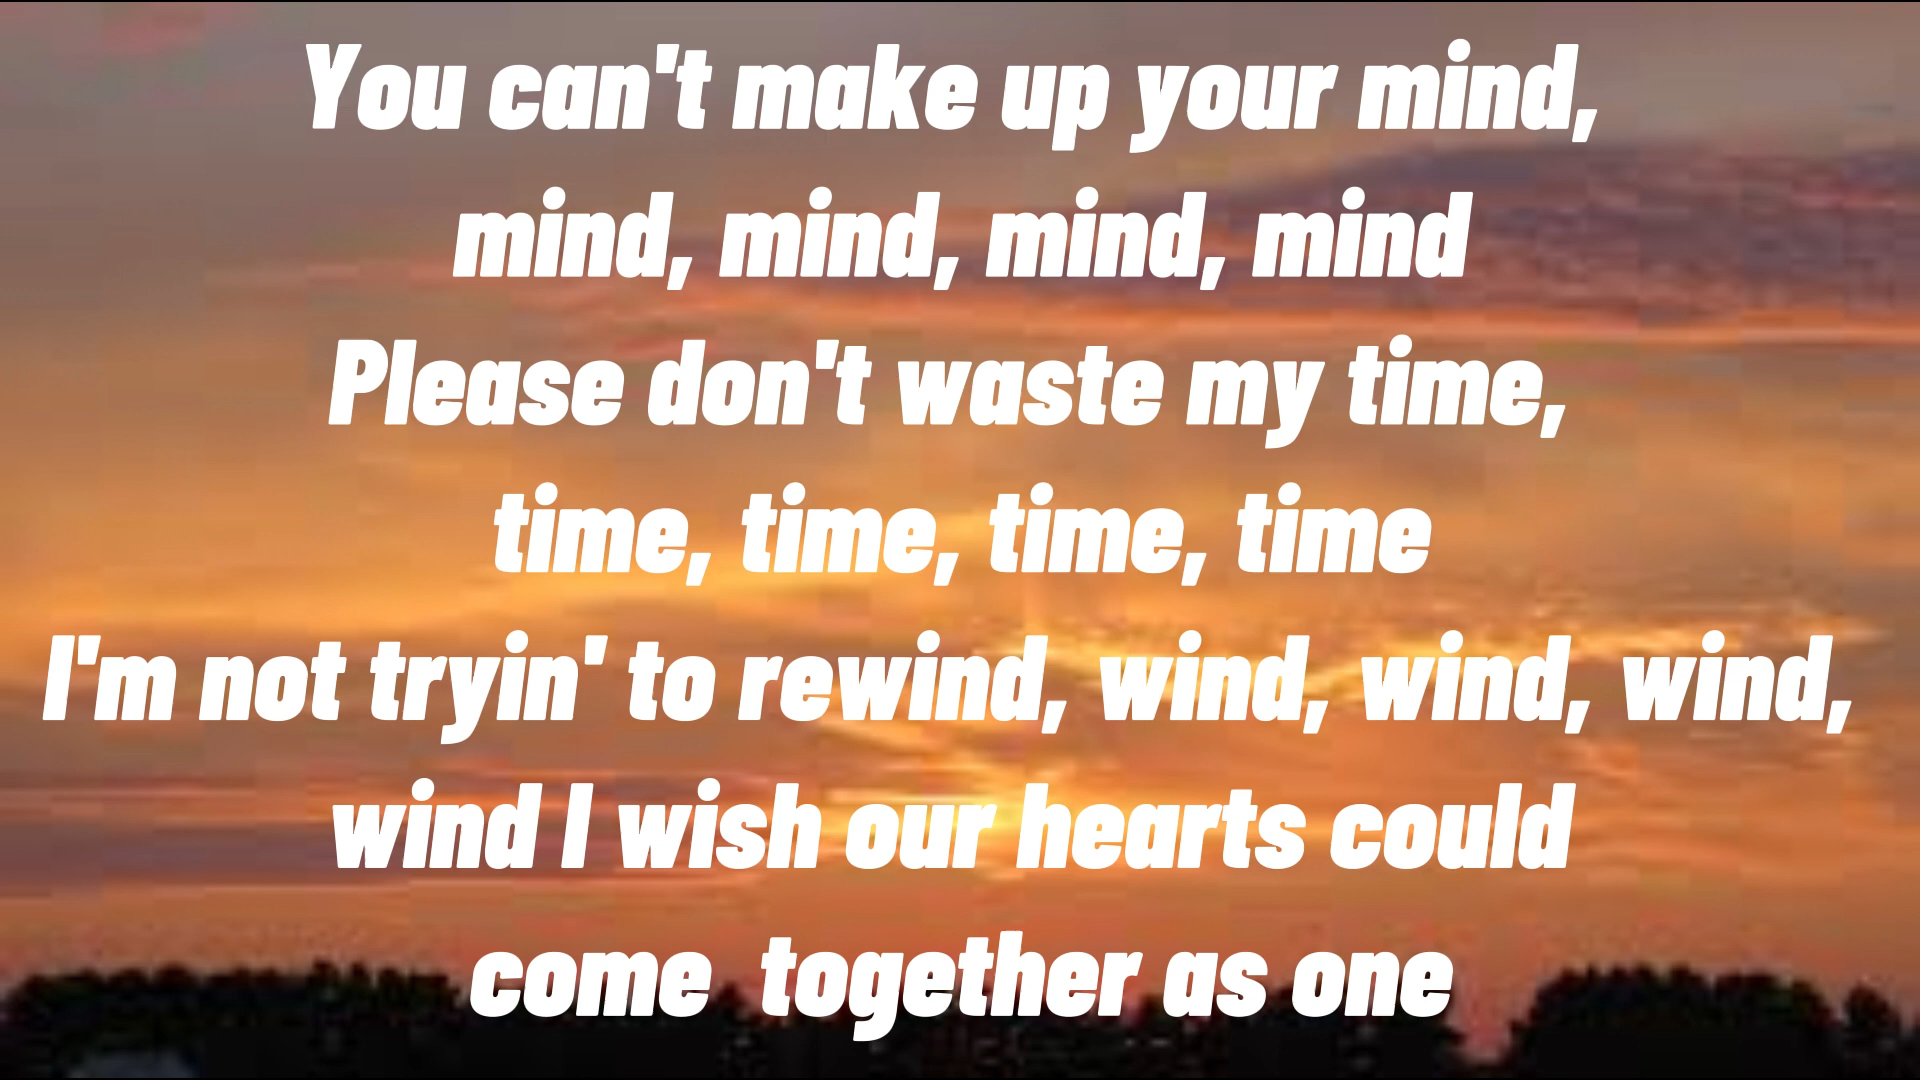 You can't make up your mind,
mind, mind, mind, mind
Please don't waste my time,
time, time, time, time
I'm not tryin' to rewind, wind, wind, wind,
wind I wish our hearts could
come  together as one